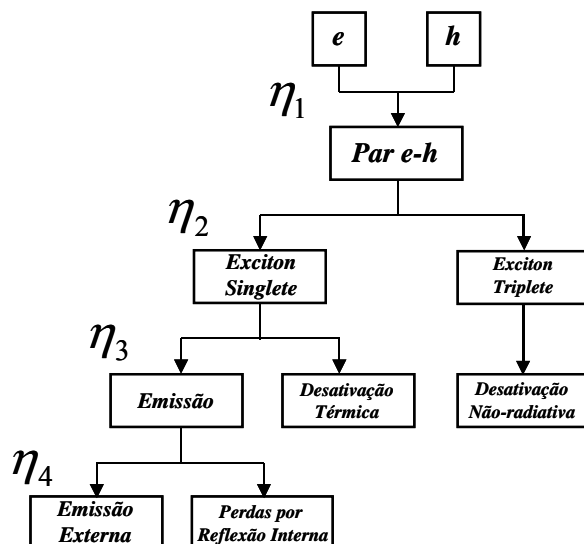 e
h
η1
Par e-h
η2
Exciton
Singlete
Exciton
Triplete
η3
Emissão
Desativação
Térmica
Desativação
Não-radiativa
η4
Emissão
Externa
Perdas por
Reflexão Interna